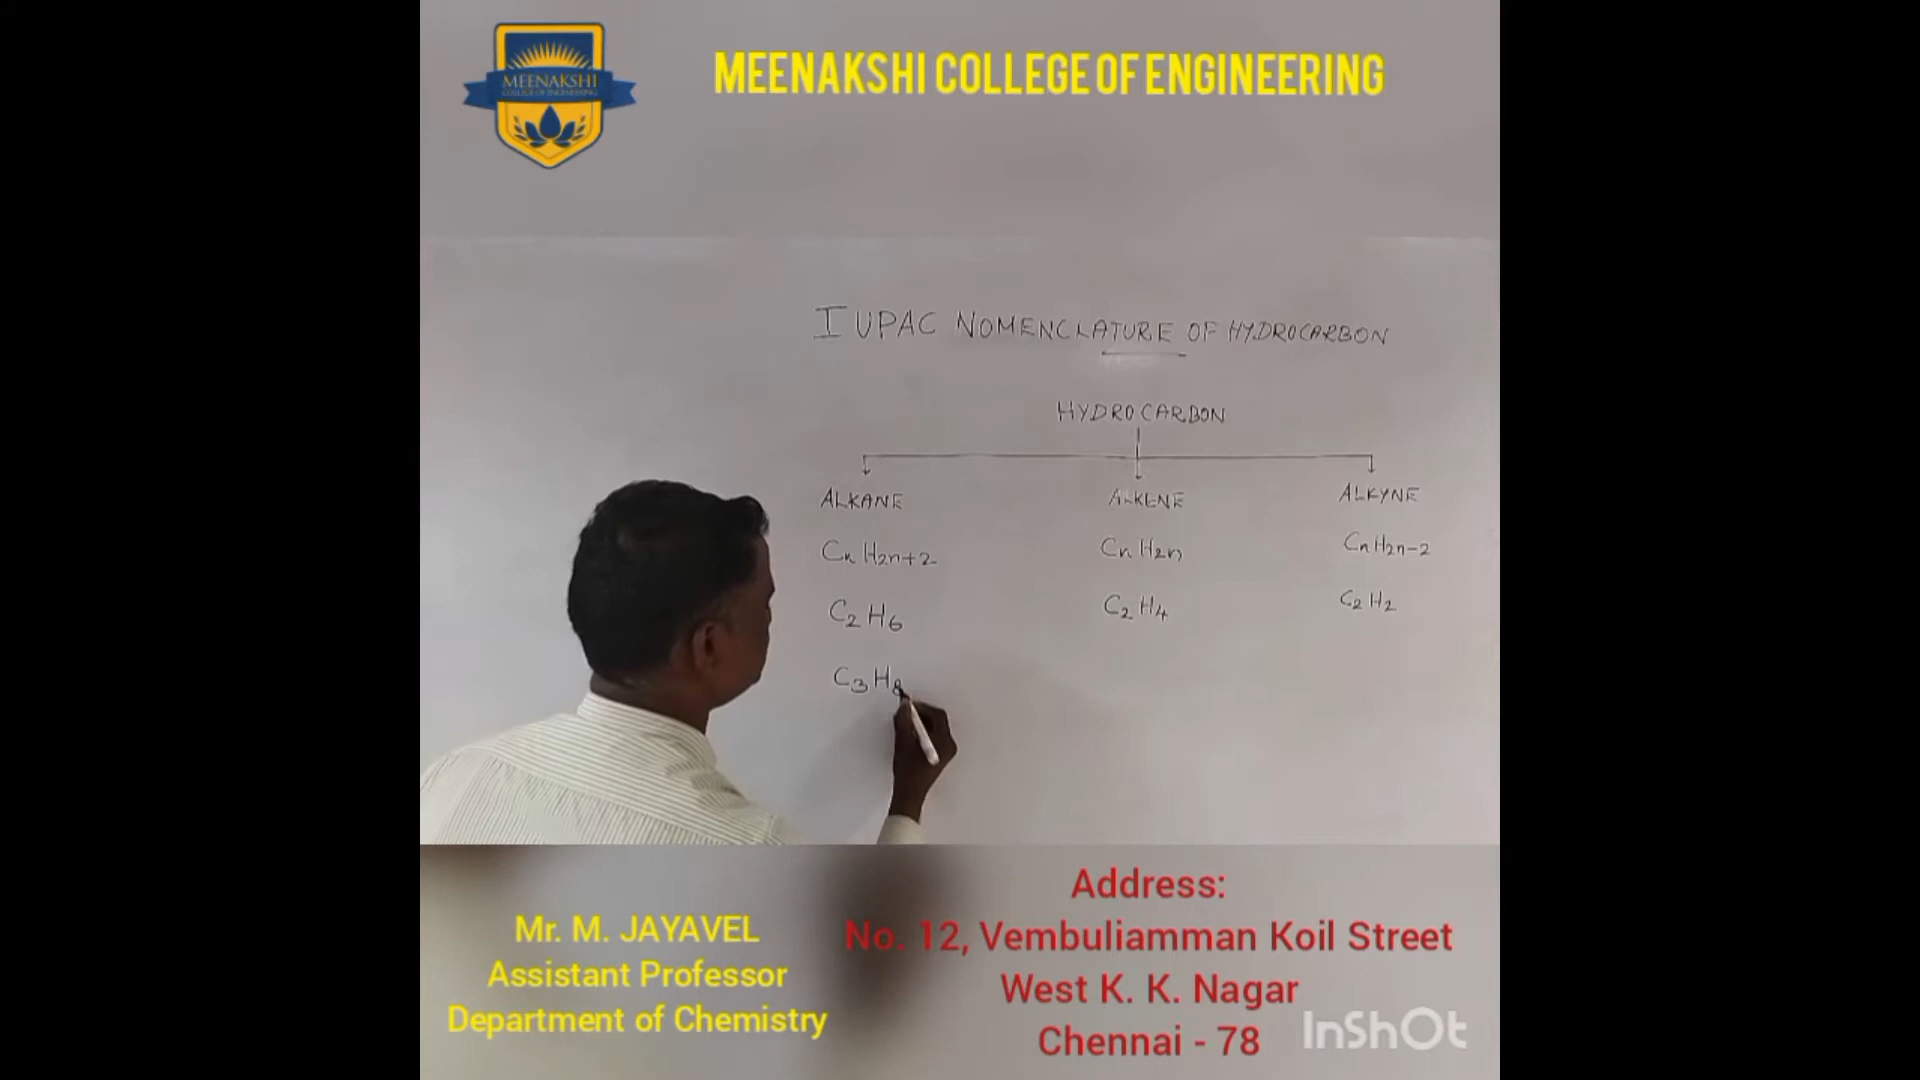 MEENAKSHI
COLLEGE OF ENGINEERING
MEENAKSHI COLLEGE OF ENGINEERING
IUPAC NOMENCLATURE OF HYDROCARBON
HYDROCARBON
ALKANE ALKENE ALKYNE
CnH2n+2 CnH2n CnH2n-2
C2H6 C2H4 C2H2
C3H8
Mr. M. JAYAVEL
Assistant Professor
Department of Chemistry
Address:
No. 12, Vembuliamman Koil Street
West K. K. Nagar
Chennai - 78
InShOt